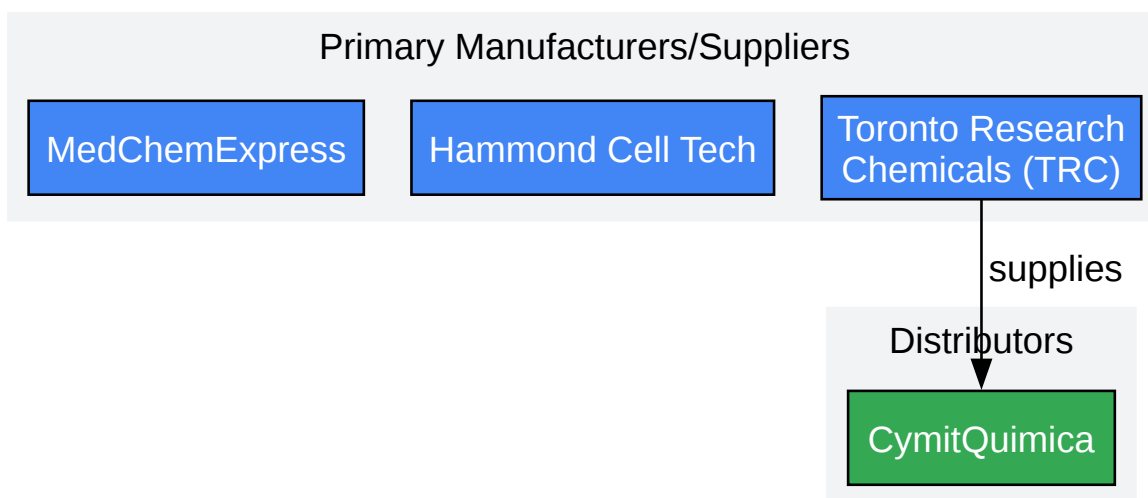 Primary Manufacturers/Suppliers
MedChemExpress
Hammond Cell Tech
Toronto Research
Chemicals (TRC)
supplies
Distributors
CymitQuimica